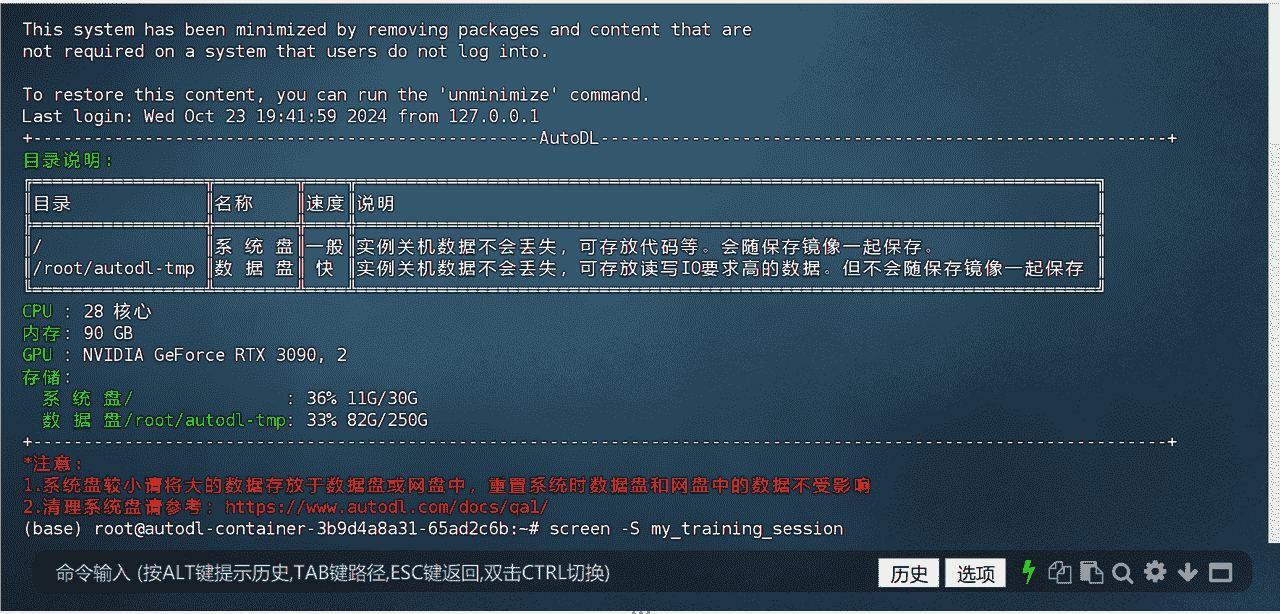 This system has been minimized by removing packages and content that are
not required on a system that users do not log into.
To restore this content, you can run the 'unminimize' command.
Last login: Wed Oct 23 19:41:59 2024 from 127.0.0.1
+--------------------------------------------------AutoDL--------------------------------------------------------+
目录说明:
║目录║名称║速度║说明║
║/║系 统 盘║一般║实例关机数据不会丢失，可存放代码等。会随保存镜像一起保存。║
║/root/autodl-tmp║数 据 盘║快║实例关机数据不会丢失，可存放读写IO要求高的数据。但不会随保存镜像一起保存║
CPU : 28 核心
内存: 90 GB
GPU : NVIDIA GeForce RTX 3090, 2
存储:
系 统 盘/ : 36% 11G/30G
数 据 盘/root/autodl-tmp: 33% 82G/250G
+----------------------------------------------------------------------------------------------------------------+
*注意:
1.系统盘较小请将大的数据存放于数据盘或网盘中，重置系统时数据盘和网盘中的数据不受影响
2.清理系统盘请参考: https://www.autodl.com/docs/qa1/
(base) root@autodl-container-3b9d4a8a31-65ad2c6b:~# screen -S my_training_session
命令输入 (按ALT键提示历史,TAB键路径,ESC键返回,双击CTRL切换) 历史 选项